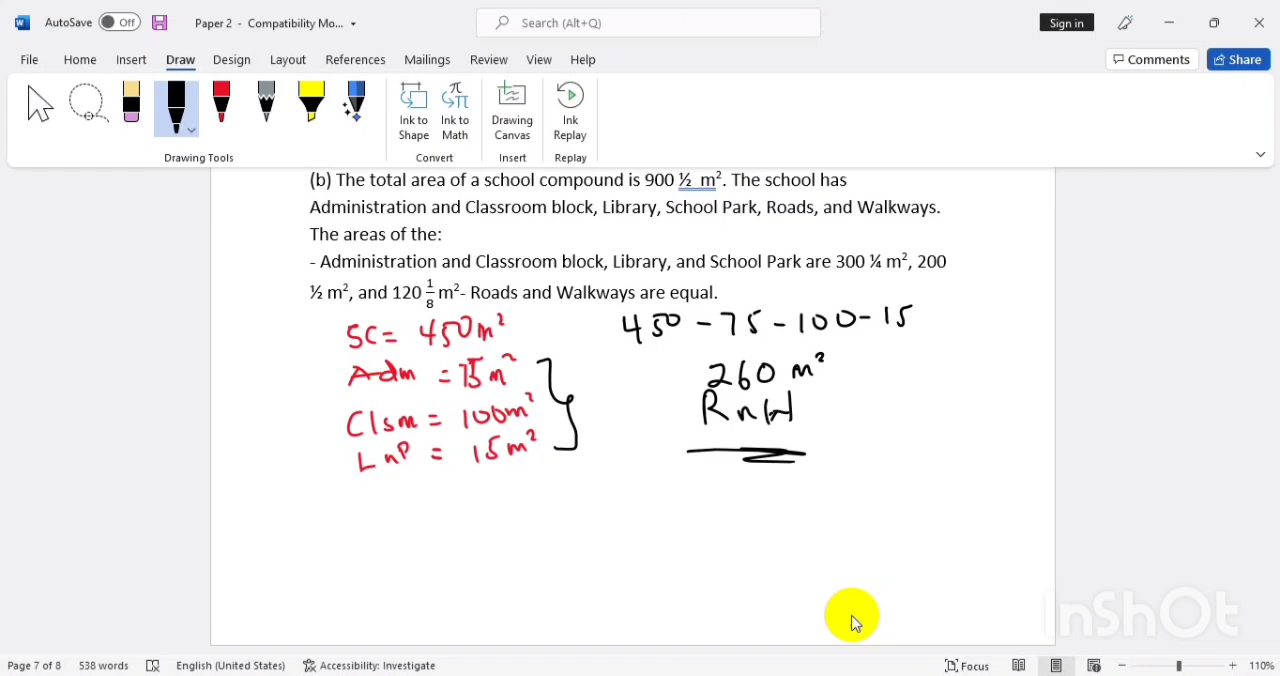 AutoSave Off Paper 2 - Compatibility Mo... Search (Alt+Q) Sign in
File Home Insert Draw Design Layout References Mailings Review View Help Comments Share
Ink to Shape Ink to Math Drawing Canvas Ink Replay
Drawing Tools Convert Insert Replay
(b) The total area of a school compound is 900 ½ m². The school has
Administration and Classroom block, Library, School Park, Roads, and Walkways.
The areas of the:
- Administration and Classroom block, Library, and School Park are 300 ¼ m², 200
½ m², and 120 1/8 m²- Roads and Walkways are equal.
SC = 450m²
Adm = 75m²
Clsm = 100m²
LnP = 15m²
450 - 75 - 100 - 15
260 m²
RnW
InShOt
Page 7 of 8 538 words English (United States) Accessibility: Investigate Focus 110%